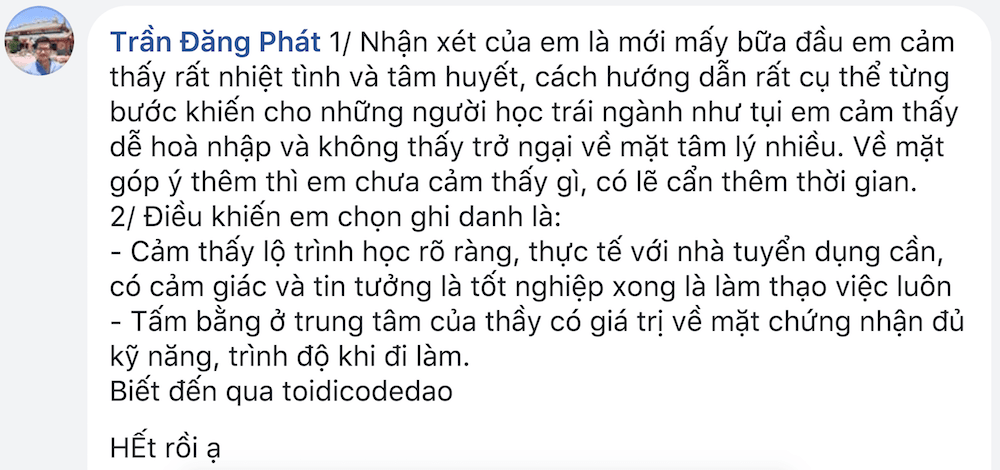 Trần Đăng Phát 1/ Nhận xét của em là mới mấy bữa đầu em cảm
thấy rất nhiệt tình và tâm huyết, cách hướng dẫn rất cụ thể từng
bước khiến cho những người học trái ngành như tụi em cảm thấy
dễ hoà nhập và không thấy trở ngại về mặt tâm lý nhiều. Về mặt
góp ý thêm thì em chưa cảm thấy gì, có lẽ cẩn thêm thời gian.
2/ Điều khiến em chọn ghi danh là:
- Cảm thấy lộ trình học rõ ràng, thực tế với nhà tuyển dụng cần,
có cảm giác và tin tưởng là tốt nghiệp xong là làm thạo việc luôn
- Tấm bằng ở trung tâm của thầy có giá trị về mặt chứng nhận đủ
kỹ năng, trình độ khi đi làm.
Biết đến qua toidicodedao
HẾt rồi ạ